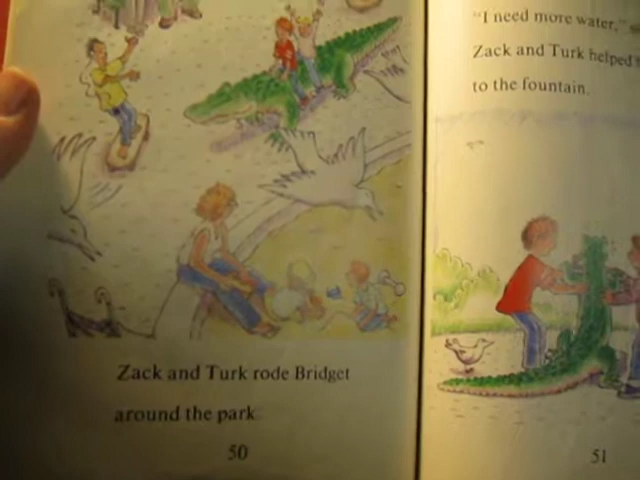 Zack and Turk rode Bridget
around the park
50
"I need more water,"
Zack and Turk helped
to the fountain.
51